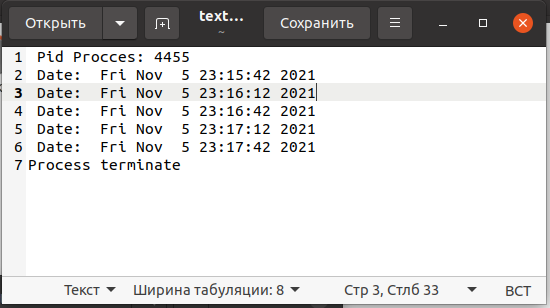 Открыть
text...
~
Сохранить
1 Pid Procces: 4455
2 Date:  Fri Nov  5 23:15:42 2021
3 Date:  Fri Nov  5 23:16:12 2021
4 Date:  Fri Nov  5 23:16:42 2021
5 Date:  Fri Nov  5 23:17:12 2021
6 Date:  Fri Nov  5 23:17:42 2021
7 Process terminate
Текст Ширина табуляции: 8 Стр 3, Стлб 33 ВСТ